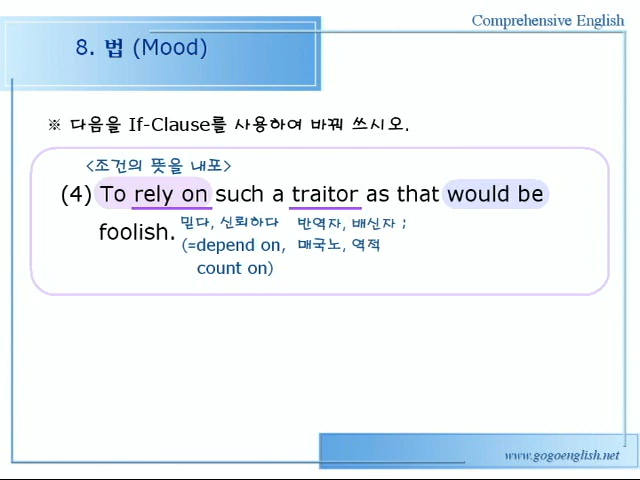 Comprehensive English
8. 법 (Mood)
※ 다음을 If-Clause를 사용하여 바꿔 쓰시오.
<조건의 뜻을 내포>
(4) To rely on such a traitor as that would be
foolish.
믿다, 신뢰하다
(=depend on,
count on)
반역자, 배신자 ;
매국노, 역적
www.gogoenglish.net